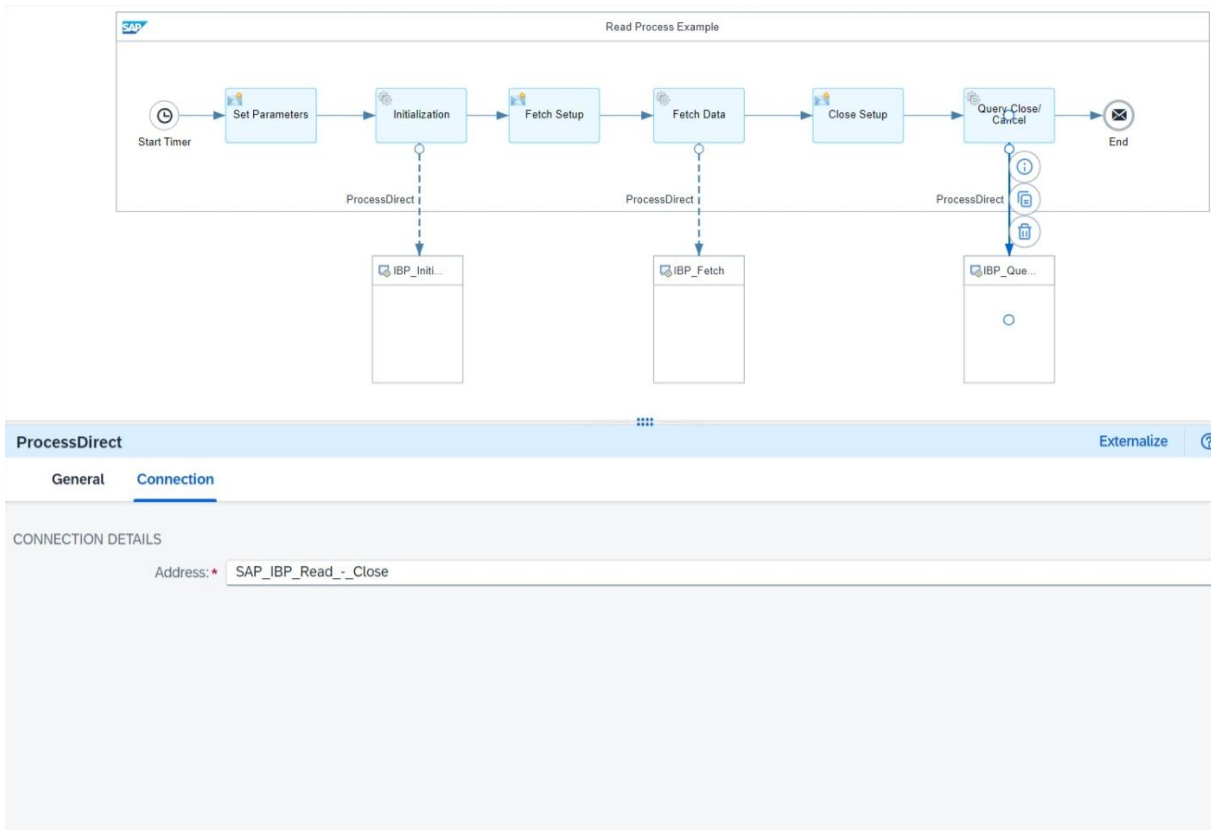 SAP
Read Process Example
Set Parameters
Initialization
Fetch Setup
Fetch Data
Close Setup
Query Close/
Cancel
Start Timer
End
ProcessDirect
ProcessDirect
ProcessDirect
IBP_Initi...
IBP_Fetch
IBP_Que...
ProcessDirect
Externalize
General
Connection
CONNECTION DETAILS
Address:* SAP_IBP_Read_-_Close